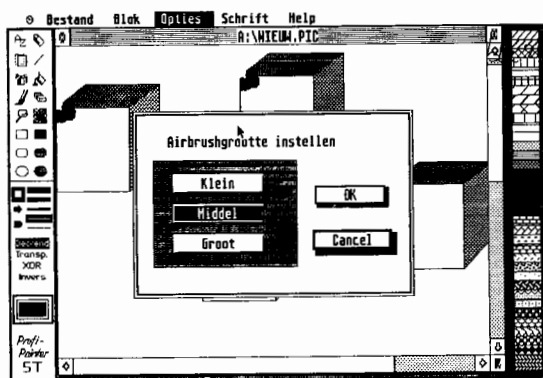 Bestand Blok Opties Schrift Help
A:\NIEUW.PIC
Airbrushgrootte instellen
Klein
Middel
Groot
OK
Cancel
Dekkend
Transp.
XOR
Invers
Profi-
Painter
ST